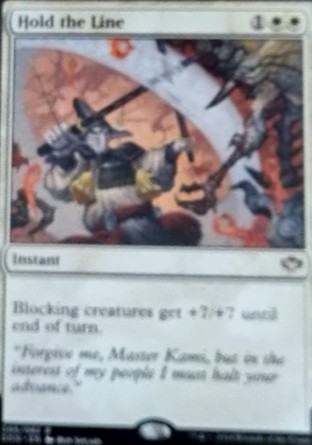 Hold the Line 1
Instant
Blocking creatures get +7/+7 until
end of turn.
"Forgive me, Master Kami, but in the
interest of my people I must halt your
advance."